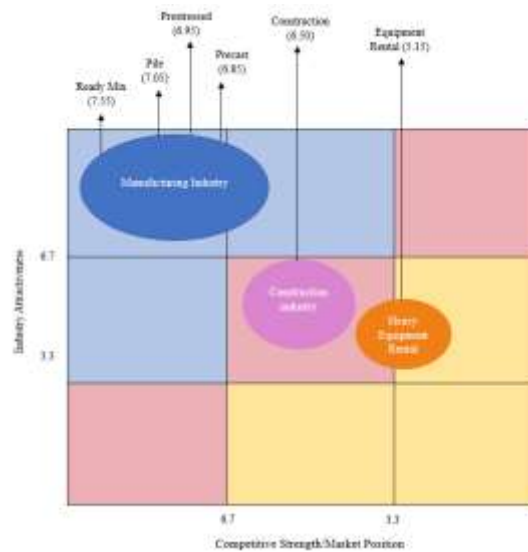 Prestressed
(6.95)
Construction
(6.50)
Equipment
Rental (5.15)
Pile
(7.05)
Precast
(6.85)
Ready Mix
(7.55)
Manufacturing Industry
6.7
Construction
industry
Heavy
Equipment
Rental
Industry Attractiveness
3.3
6.7
3.3
Competitive Strength/Market Position